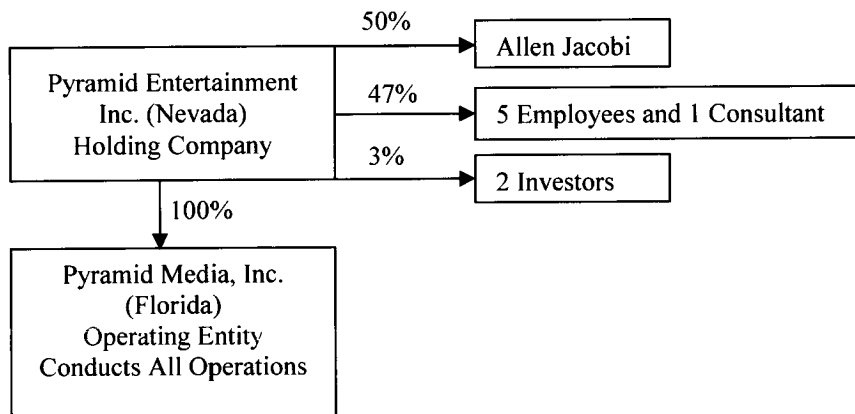 50%
Allen Jacobi
Pyramid Entertainment
Inc. (Nevada)
Holding Company
47%
5 Employees and 1 Consultant
3%
2 Investors
100%
Pyramid Media, Inc.
(Florida)
Operating Entity
Conducts All Operations